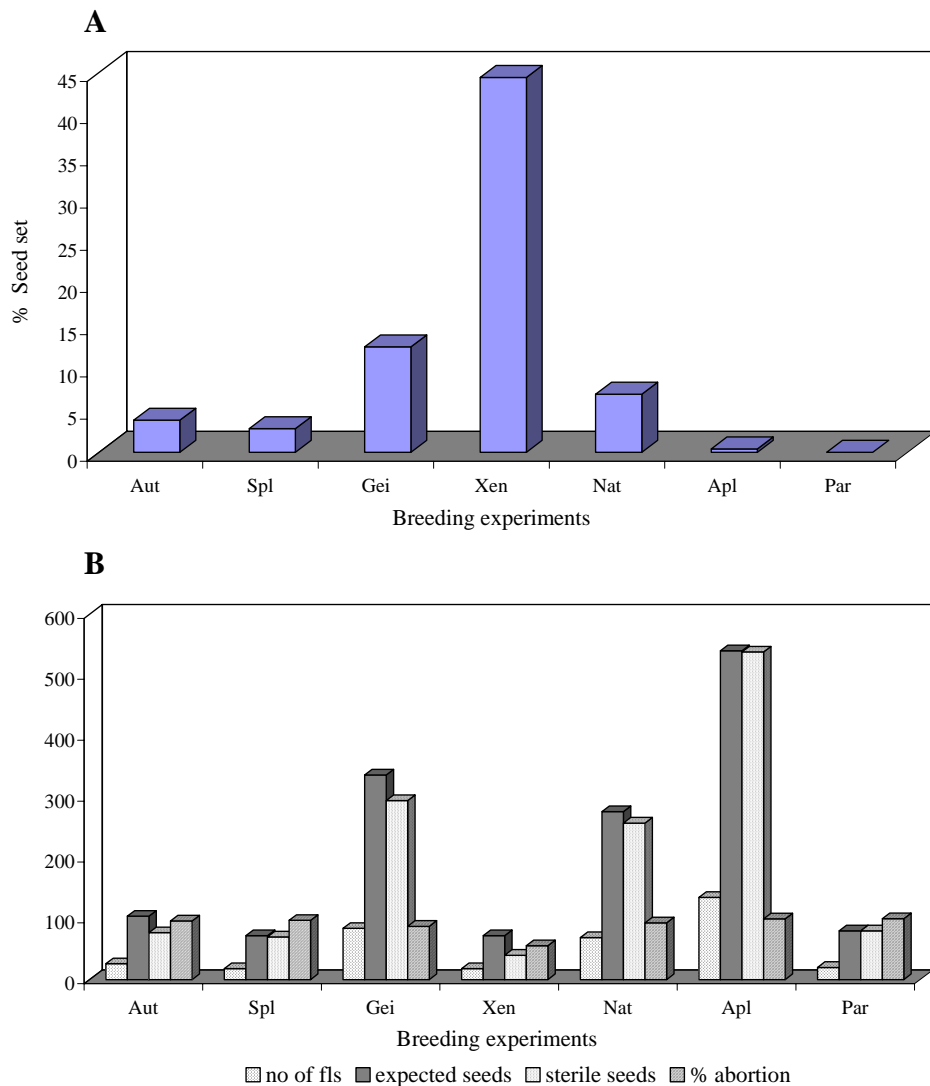 A
45
40
35
30
25
20
15
10
5
0
% Seed set
Aut Spl Gei Xen Nat Apl Par
Breeding experiments
B
600
500
400
300
200
100
0
Aut Spl Gei Xen Nat Apl Par
Breeding experiments
no of fls expected seeds sterile seeds % abortion